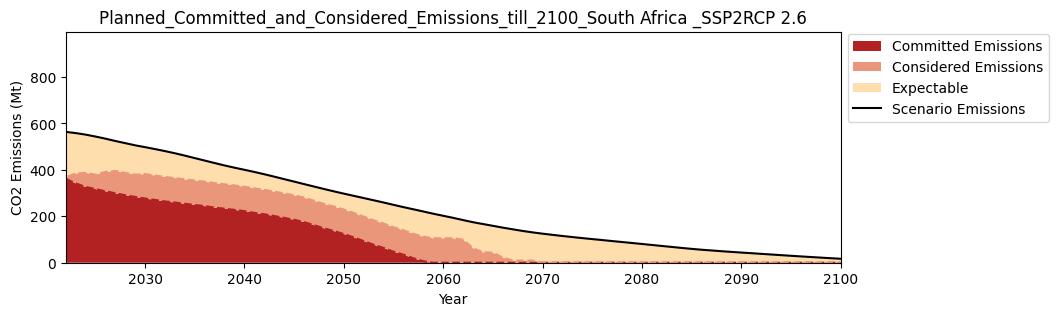 Planned_Committed_and_Considered_Emissions_till_2100_South Africa _SSP2RCP 2.6
Committed Emissions
Considered Emissions
Expectable
Scenario Emissions
CO2 Emissions (Mt)
800
600
400
200
0
2030 2040 2050 2060 2070 2080 2090 2100
Year